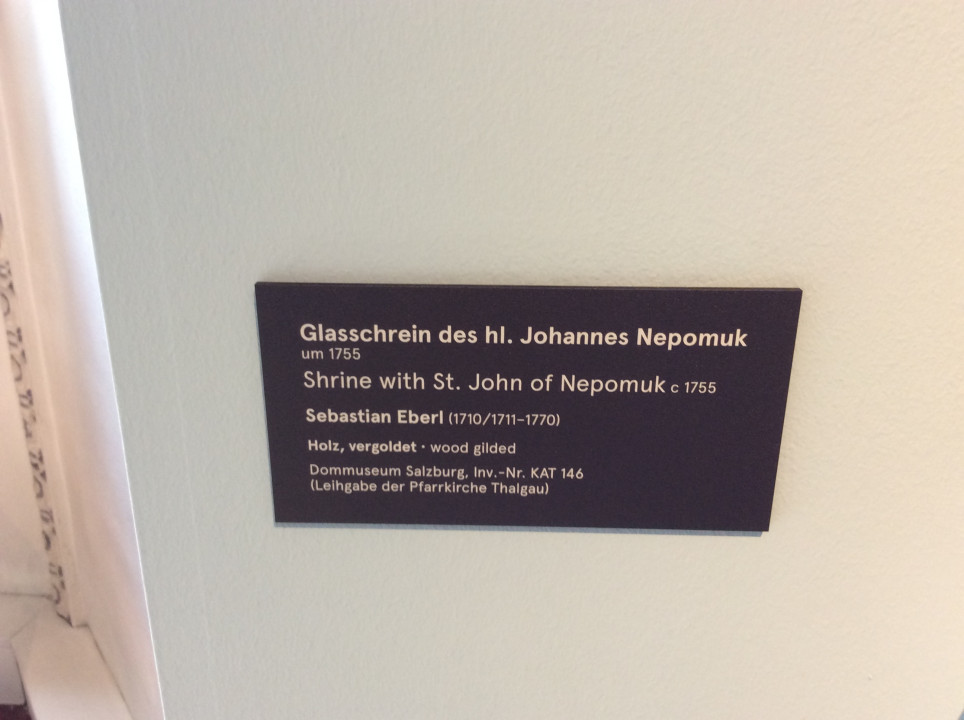 Glasschrein des hl. Johannes Nepomuk
um 1755
Shrine with St. John of Nepomuk c 1755
Sebastian Eberl (1710/1711–1770)
Holz, vergoldet · wood gilded
Dommuseum Salzburg, Inv.-Nr. KAT 146
(Leihgabe der Pfarrkirche Thalgau)